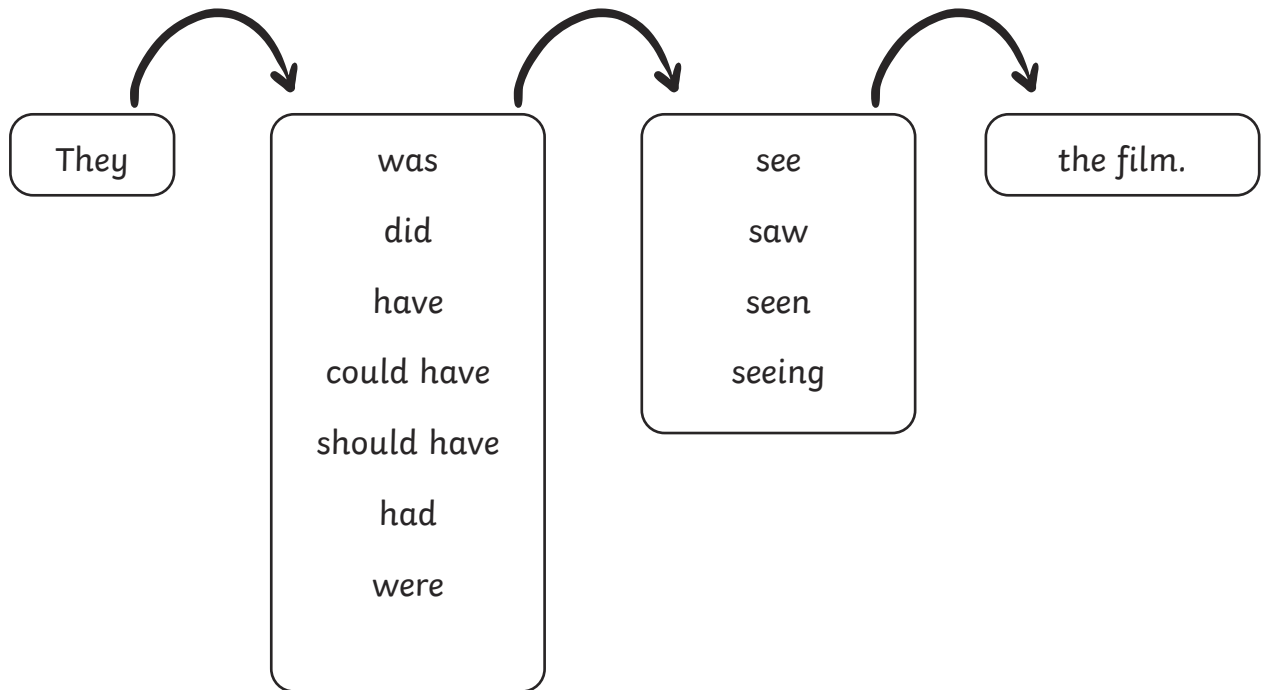 They
was
did
have
could have
should have
had
were
see
saw
seen
seeing
the film.